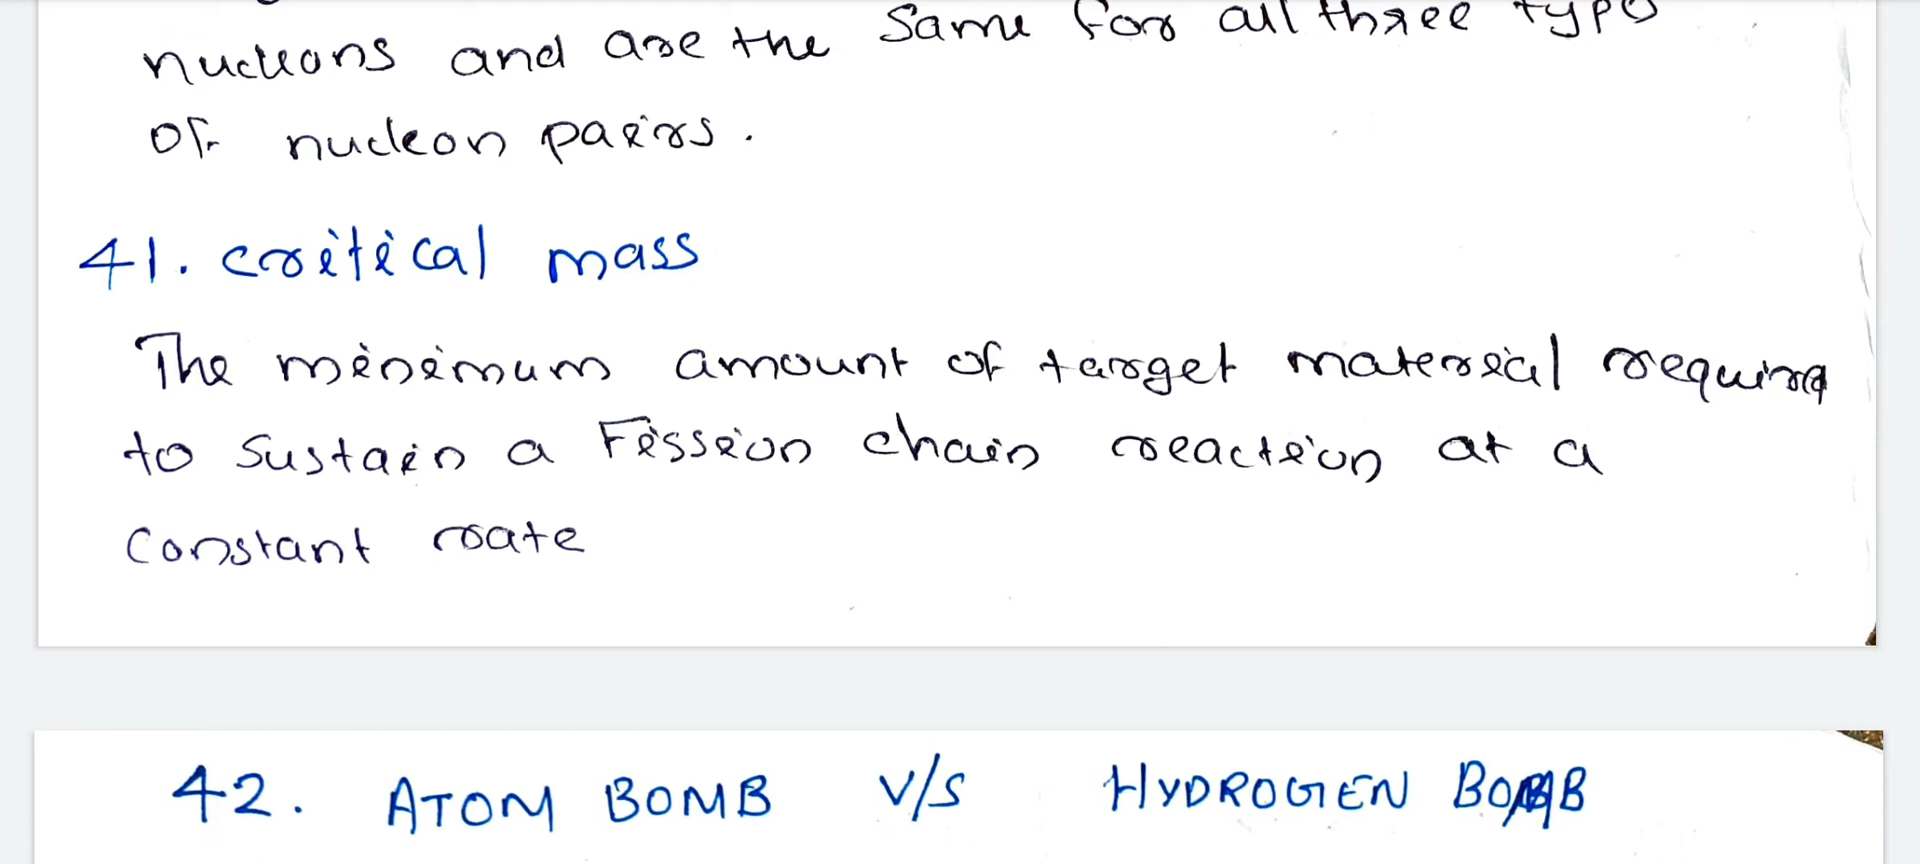 nucleons and are the same for all three type
of nucleon pairs.
41. critical mass
The minimum amount of target material require
to sustain a Fission chain reaction at a
constant rate
42. ATOM BOMB v/s HYDROGEN BOMB